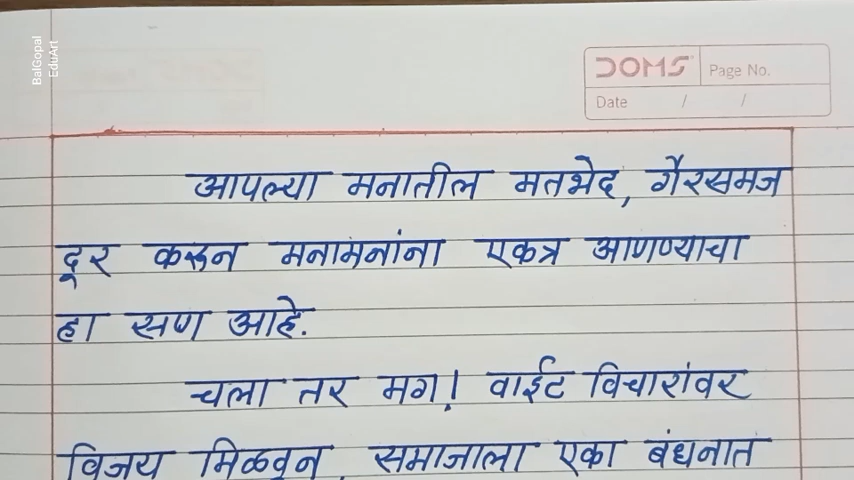 BalGopal
EduArt
DOMS Page No.
Date / /
आपल्या मनातील मतभेद, गैरसमज
दूर करून मनामनांना एकत्र आणण्याचा
हा सण आहे.
चला तर मग! वाईट विचारांवर
विजय मिळवून, समाजाला एका बंधनात